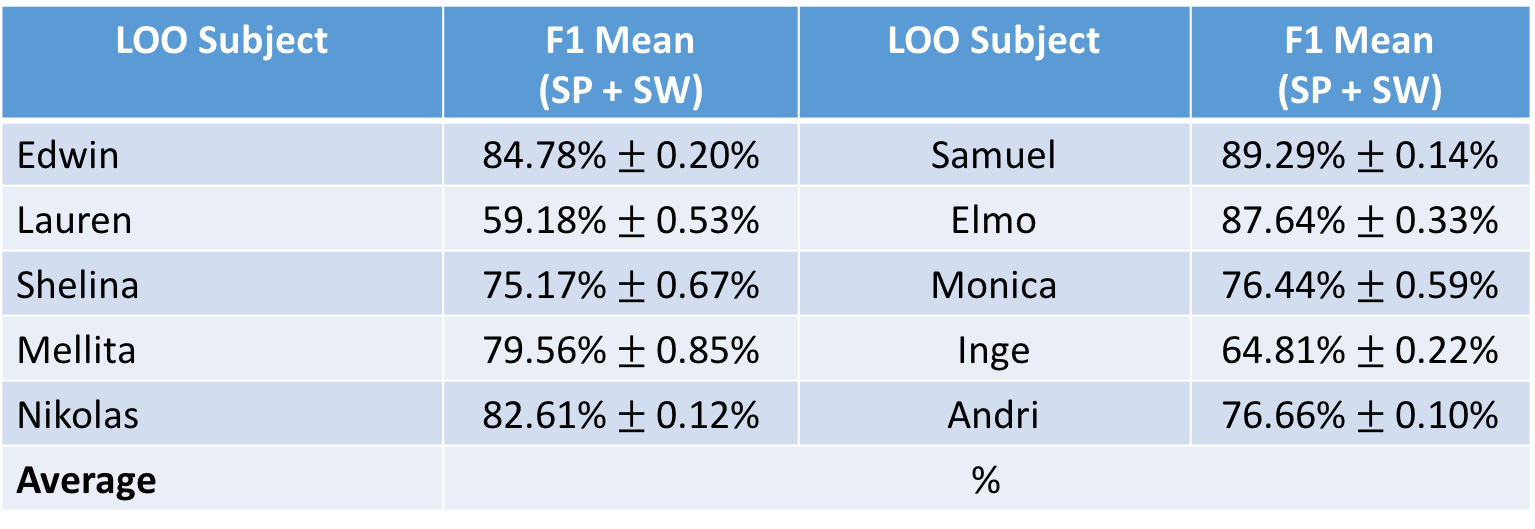 LOO Subject F1 Mean (SP + SW) LOO Subject F1 Mean (SP + SW)
Edwin 84.78% ± 0.20% Samuel 89.29% ± 0.14%
Lauren 59.18% ± 0.53% Elmo 87.64% ± 0.33%
Shelina 75.17% ± 0.67% Monica 76.44% ± 0.59%
Mellita 79.56% ± 0.85% Inge 64.81% ± 0.22%
Nikolas 82.61% ± 0.12% Andri 76.66% ± 0.10%
Average %